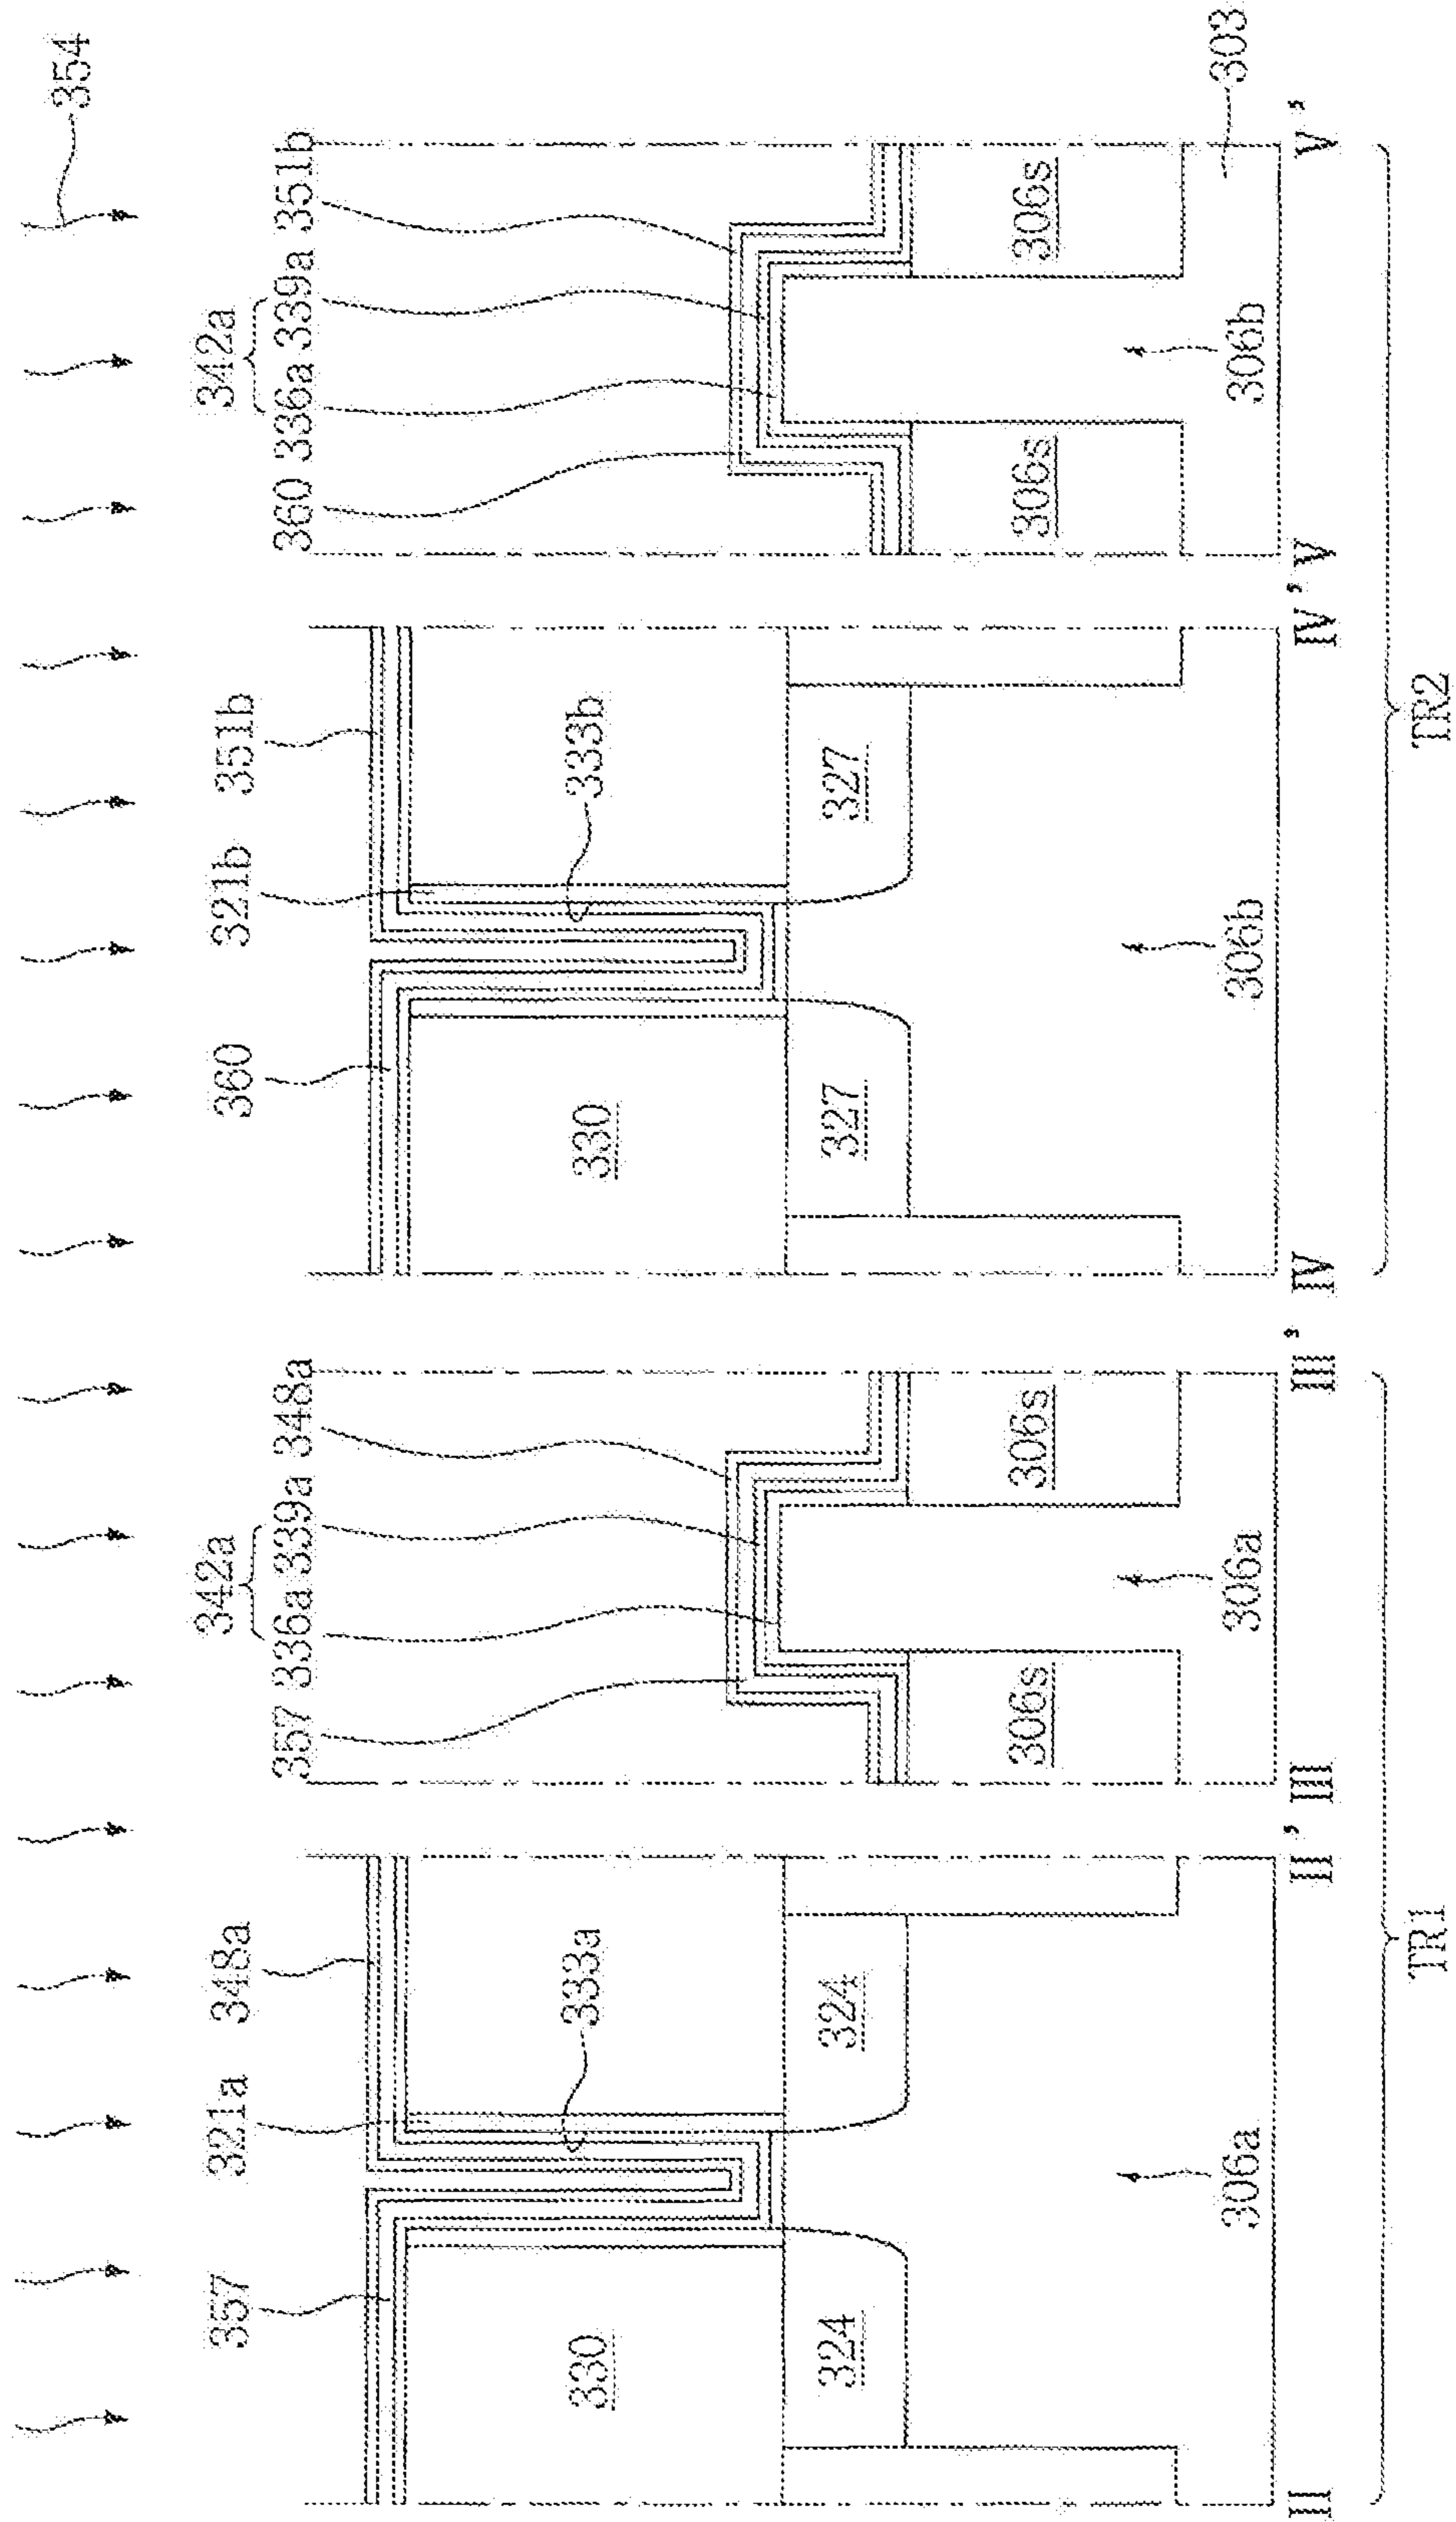 354
342a 342a
357 321a 348a 357 336a 339a 348a 360 321b 351b 360 336a 339a 351b
330 333a 330 333b
324 324 327 327
306s 306s 306s 306s
306a 306a 306b 306b 303
II II' III III' IV IV' V V'
TR1 TR2